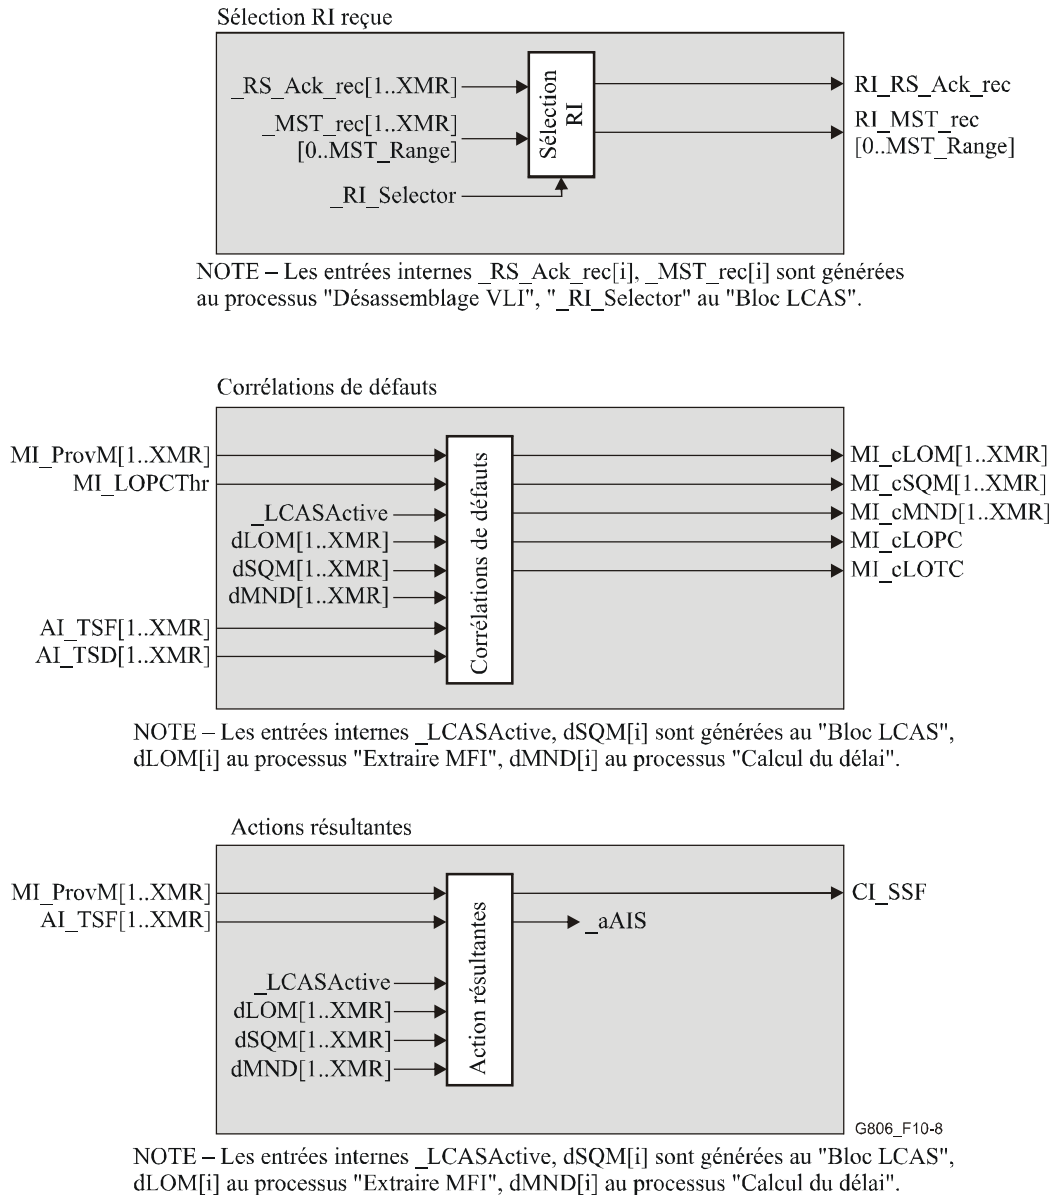 Sélection RI reçue
_RS_Ack_rec[1..XMR]
_MST_rec[1..XMR]
[0..MST_Range]
_RI_Selector
Sélection
RI
RI_RS_Ack_rec
RI_MST_rec
[0..MST_Range]
NOTE – Les entrées internes _RS_Ack_rec[i], _MST_rec[i] sont générées
au processus "Désassemblage VLI", "_RI_Selector" au "Bloc LCAS".
Corrélations de défauts
MI_ProvM[1..XMR]
MI_LOPCThr
_LCASActive
dLOM[1..XMR]
dSQM[1..XMR]
dMND[1..XMR]
AI_TSF[1..XMR]
AI_TSD[1..XMR]
Corrélations de défauts
MI_cLOM[1..XMR]
MI_cSQM[1..XMR]
MI_cMND[1..XMR]
MI_cLOPC
MI_cLOTC
NOTE – Les entrées internes _LCASActive, dSQM[i] sont générées au "Bloc LCAS",
dLOM[i] au processus "Extraire MFI", dMND[i] au processus "Calcul du délai".
Actions résultantes
MI_ProvM[1..XMR]
AI_TSF[1..XMR]
_LCASActive
dLOM[1..XMR]
dSQM[1..XMR]
dMND[1..XMR]
Action résultantes
CI_SSF
_aAIS
G806_F10-8
NOTE – Les entrées internes _LCASActive, dSQM[i] sont générées au "Bloc LCAS",
dLOM[i] au processus "Extraire MFI", dMND[i] au processus "Calcul du délai".